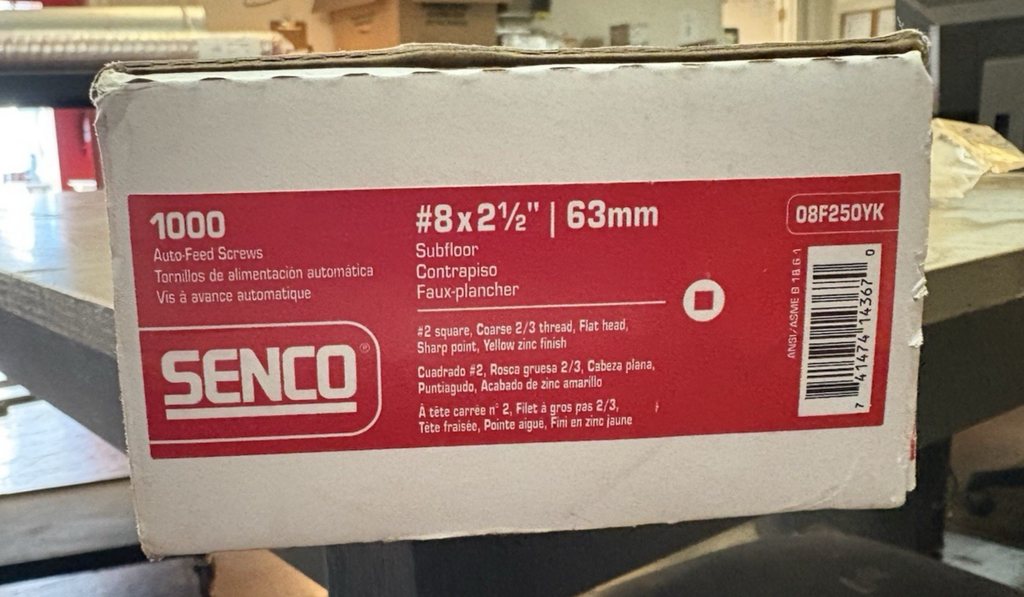 1000
Auto-Feed Screws
Tornillos de alimentación automática
Vis à avance automatique
SENCO®
#8x2½" | 63mm
Subfloor
Contrapiso
Faux-plancher
#2 square, Coarse 2/3 thread, Flat head,
Sharp point, Yellow zinc finish
Cuadrado #2, Rosca gruesa 2/3, Cabeza plana,
Puntiagudo, Acabado de zinc amarillo
À tête carrée n° 2, Filet à gros pas 2/3,
Tête fraisée, Pointe aiguë, Fini en zinc jaune
08F250YK
ANSI/ASME B 18 6 1
7 41474 14367 0